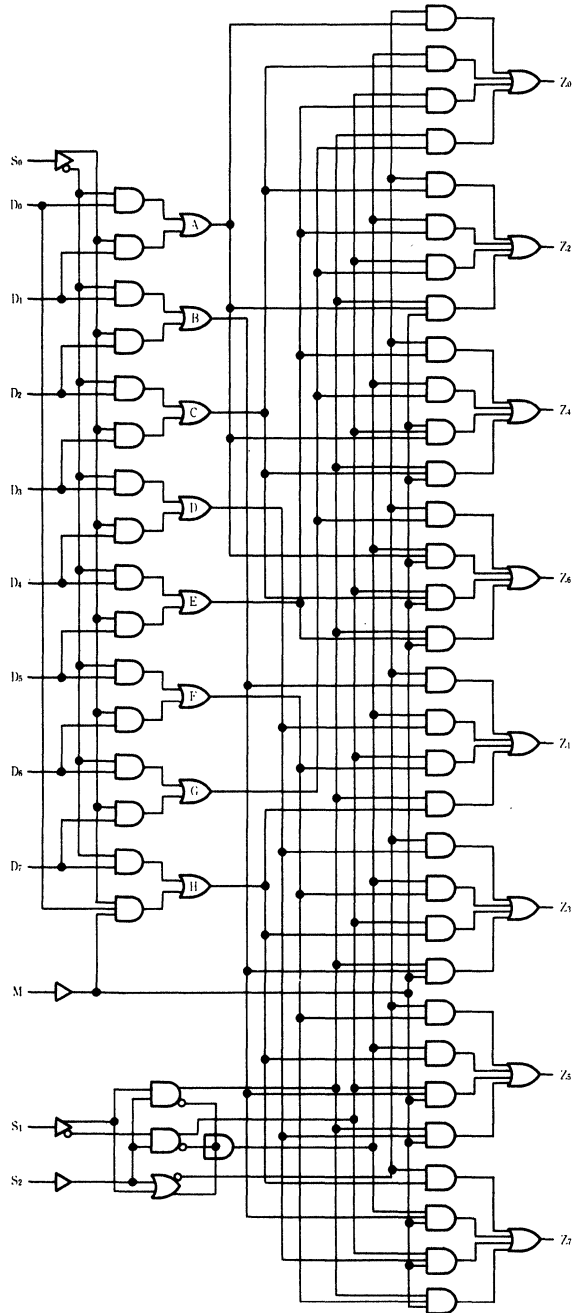 Z₀
S₀
D₀
A
Z₂
D₁
B
D₂
C
Z₄
D₃
D
D₄
E
Z₆
D₅
F
Z₁
D₆
G
D₇
H
Z₃
M
Z₅
S₁
S₂
Z₇